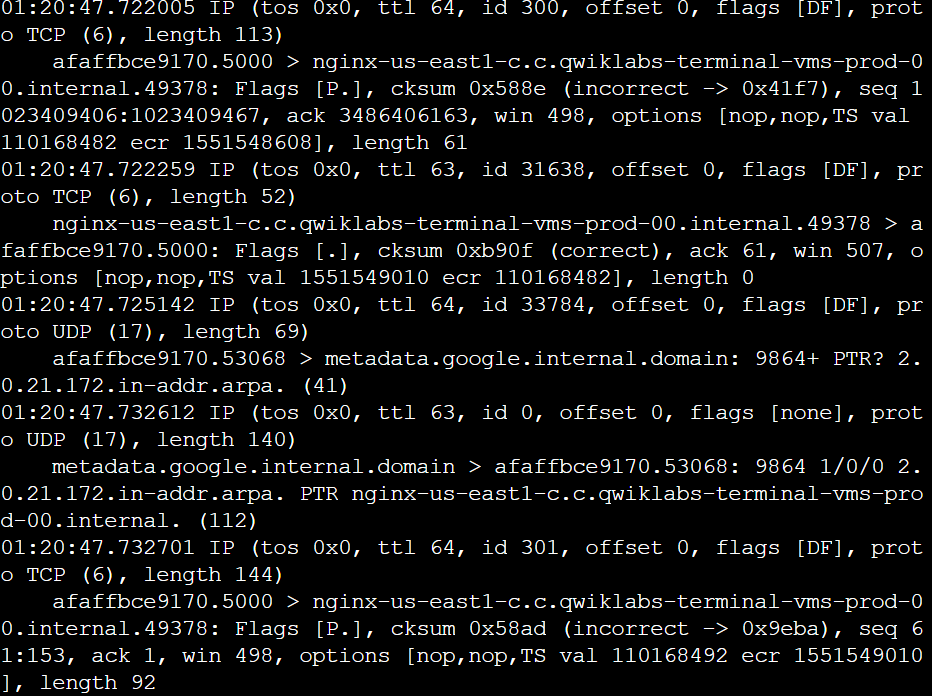 01:20:47.722005 IP (tos 0x0, ttl 64, id 300, offset 0, flags [DF], prot
o TCP (6), length 113)
    afaffbce9170.5000 > nginx-us-east1-c.c.qwiklabs-terminal-vms-prod-0
0.internal.49378: Flags [P.], cksum 0x588e (incorrect -> 0x41f7), seq 1
023409406:1023409467, ack 3486406163, win 498, options [nop,nop,TS val
110168482 ecr 1551548608], length 61
01:20:47.722259 IP (tos 0x0, ttl 63, id 31638, offset 0, flags [DF], pr
oto TCP (6), length 52)
    nginx-us-east1-c.c.qwiklabs-terminal-vms-prod-00.internal.49378 > a
faffbce9170.5000: Flags [.], cksum 0xb90f (correct), ack 61, win 507, o
ptions [nop,nop,TS val 1551549010 ecr 110168482], length 0
01:20:47.725142 IP (tos 0x0, ttl 64, id 33784, offset 0, flags [DF], pr
oto UDP (17), length 69)
    afaffbce9170.53068 > metadata.google.internal.domain: 9864+ PTR? 2.
0.21.172.in-addr.arpa. (41)
01:20:47.732612 IP (tos 0x0, ttl 63, id 0, offset 0, flags [none], prot
o UDP (17), length 140)
    metadata.google.internal.domain > afaffbce9170.53068: 9864 1/0/0 2.
0.21.172.in-addr.arpa. PTR nginx-us-east1-c.c.qwiklabs-terminal-vms-pro
d-00.internal. (112)
01:20:47.732701 IP (tos 0x0, ttl 64, id 301, offset 0, flags [DF], prot
o TCP (6), length 144)
    afaffbce9170.5000 > nginx-us-east1-c.c.qwiklabs-terminal-vms-prod-0
0.internal.49378: Flags [P.], cksum 0x58ad (incorrect -> 0x9eba), seq 6
1:153, ack 1, win 498, options [nop,nop,TS val 110168492 ecr 1551549010
], length 92